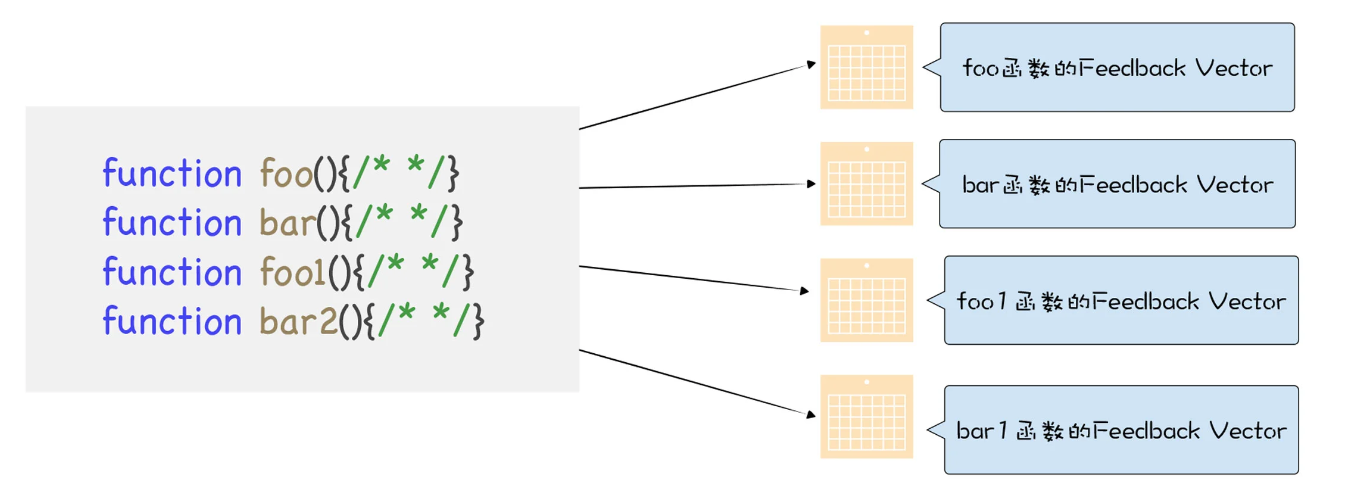 function foo(){/* */}
function bar(){/* */}
function foo1(){/* */}
function bar2(){/* */}
foo函数的Feedback Vector
bar函数的Feedback Vector
foo1函数的Feedback Vector
bar1函数的Feedback Vector